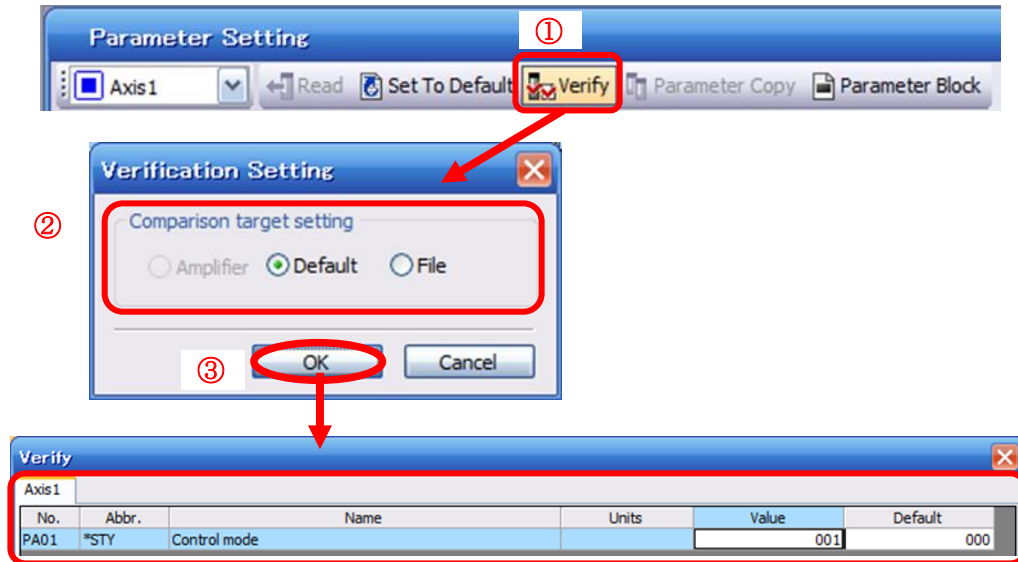 Parameter Setting
①
Axis1 Read Set To Default Verify Parameter Copy Parameter Block
Verification Setting
②
Comparison target setting
Amplifier Default File
③
OK Cancel
Verify
Axis1
No. Abbr. Name Units Value Default
PA01 *STY Control mode 001 000